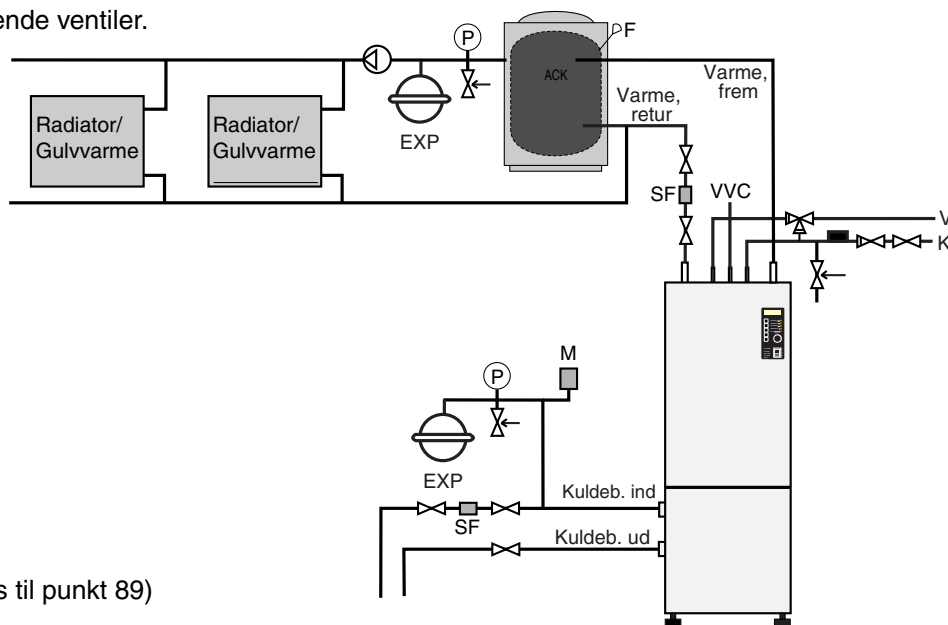 ende ventiler.
P
F
ACK
Varme,
frem
Varme,
retur
Radiator/
Gulvvarme
Radiator/
Gulvvarme
EXP
SF
VVC
V
K
M
P
EXP
Kuldeb. ind
SF
Kuldeb. ud
s til punkt 89)